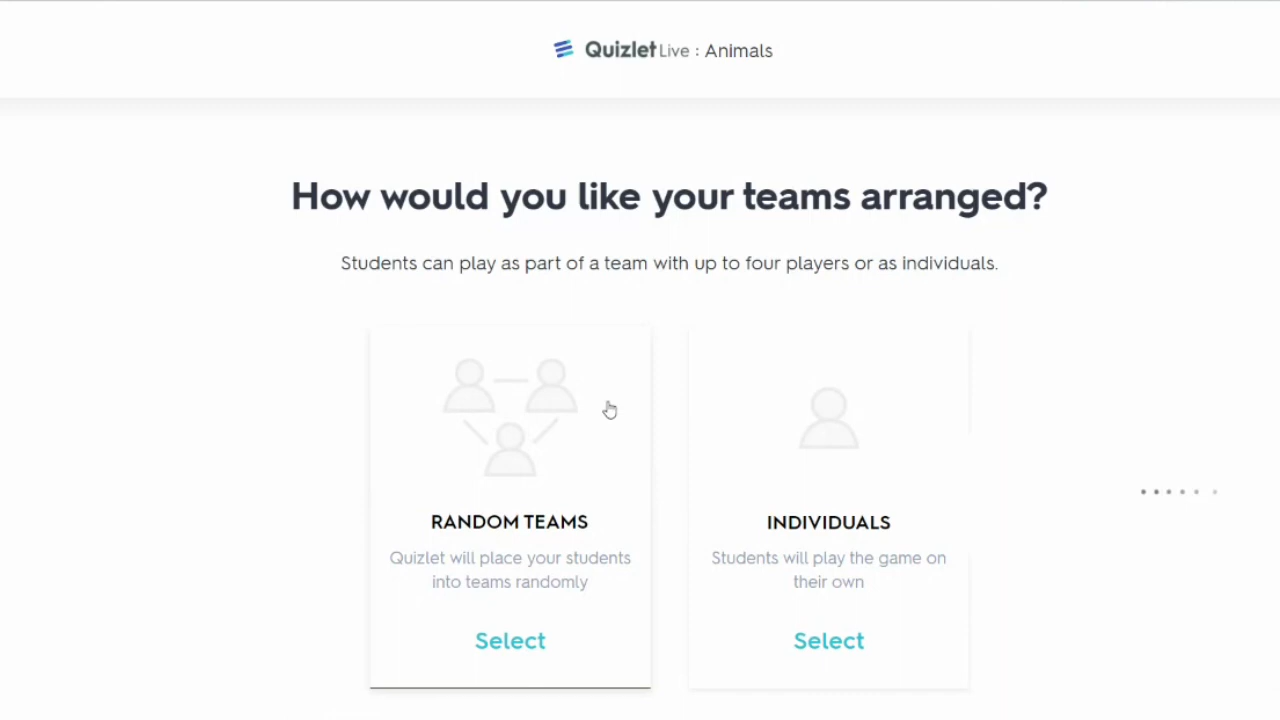 Quizlet Live : Animals
How would you like your teams arranged?
Students can play as part of a team with up to four players or as individuals.
RANDOM TEAMS
Quizlet will place your students
into teams randomly
Select
INDIVIDUALS
Students will play the game on
their own
Select